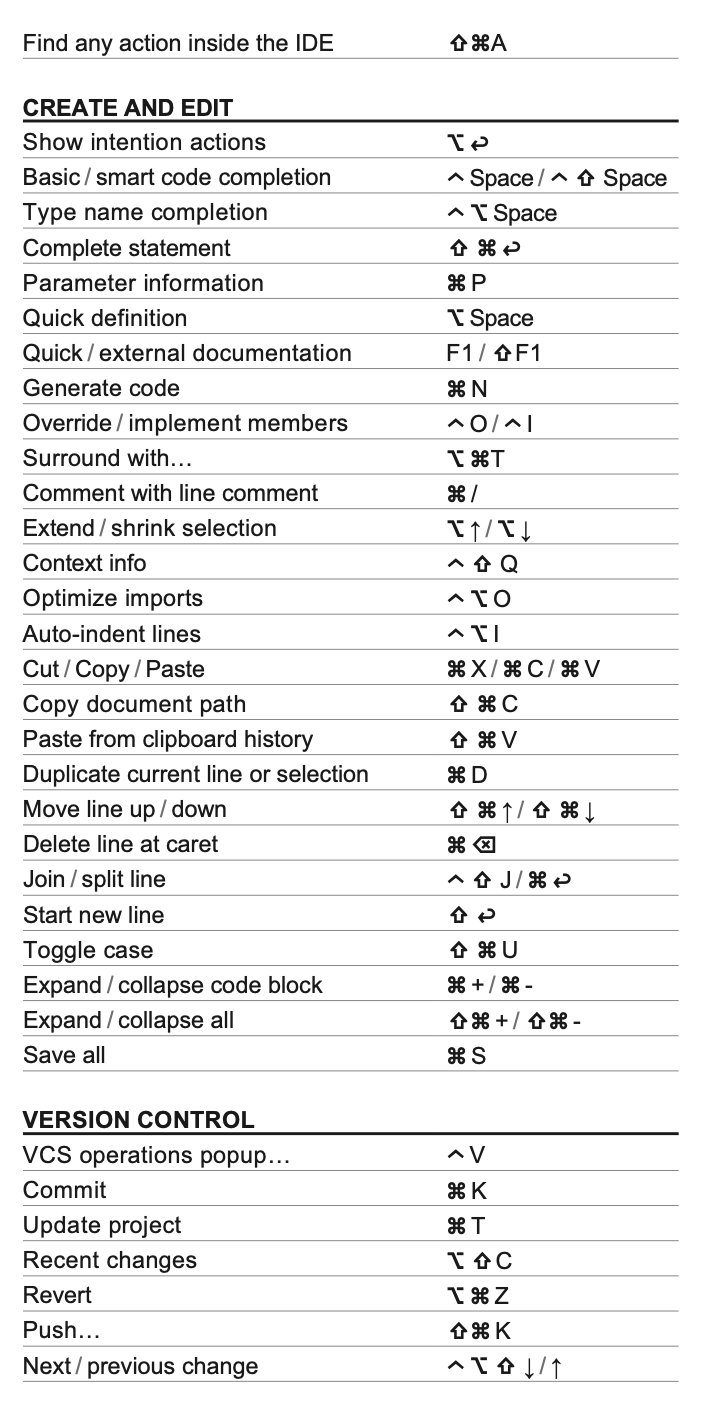 Find any action inside the IDE ⇧⌘A
CREATE AND EDIT
Show intention actions ⌥ ↩
Basic / smart code completion ⌃ Space / ⌃ ⇧ Space
Type name completion ⌃ ⌥ Space
Complete statement ⇧ ⌘ ↩
Parameter information ⌘ P
Quick definition ⌥ Space
Quick / external documentation F1 / ⇧F1
Generate code ⌘ N
Override / implement members ⌃ O / ⌃ I
Surround with… ⌥ ⌘T
Comment with line comment ⌘ /
Extend / shrink selection ⌥ ↑ / ⌥ ↓
Context info ⌃ ⇧ Q
Optimize imports ⌃ ⌥ O
Auto-indent lines ⌃ ⌥ I
Cut / Copy / Paste ⌘ X / ⌘ C / ⌘ V
Copy document path ⇧ ⌘ C
Paste from clipboard history ⇧ ⌘ V
Duplicate current line or selection ⌘ D
Move line up / down ⇧ ⌘ ↑ / ⇧ ⌘ ↓
Delete line at caret ⌘ ⌫
Join / split line ⌃ ⇧ J / ⌘ ↩
Start new line ⇧ ↩
Toggle case ⇧ ⌘ U
Expand / collapse code block ⌘ + / ⌘ -
Expand / collapse all ⇧⌘ + / ⇧⌘ -
Save all ⌘ S
VERSION CONTROL
VCS operations popup… ⌃ V
Commit ⌘ K
Update project ⌘ T
Recent changes ⌥ ⇧ C
Revert ⌥ ⌘ Z
Push… ⇧⌘ K
Next / previous change ⌃ ⌥ ⇧ ↓ / ↑